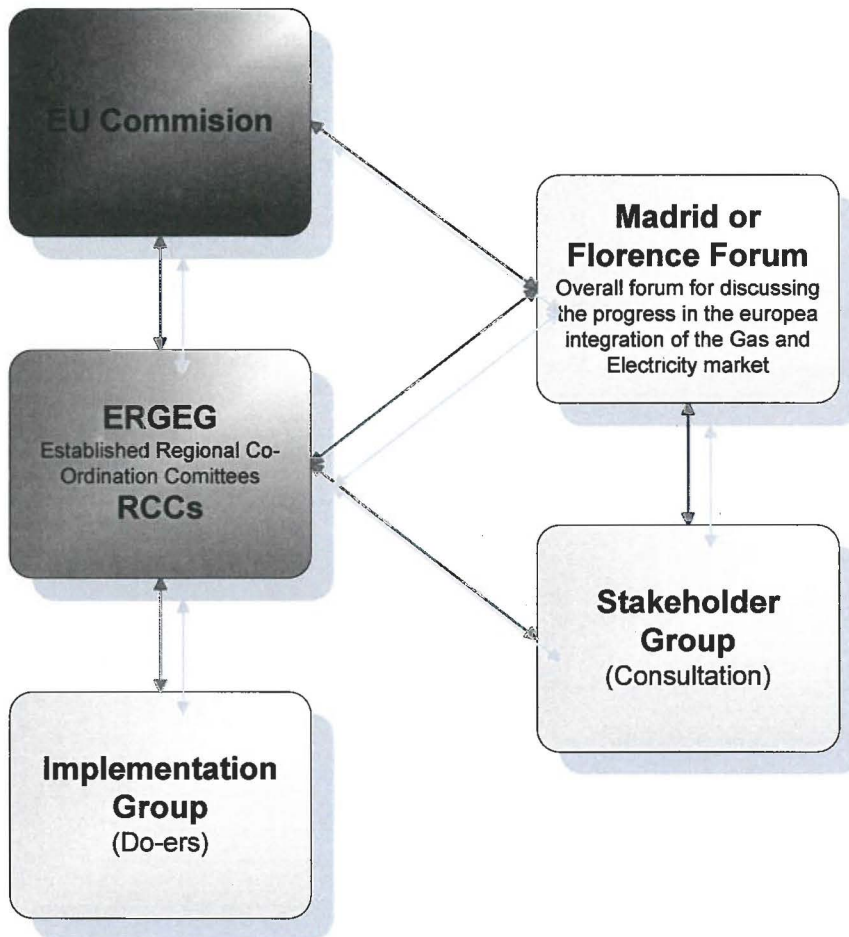 EU Commision
Madrid or
Florence Forum
Overall forum for discussing
the progress in the europea
integration of the Gas and
Electricity market
ERGEG
Established Regional Co-
Ordination Comittees
RCCs
Stakeholder
Group
(Consultation)
Implementation
Group
(Do-ers)